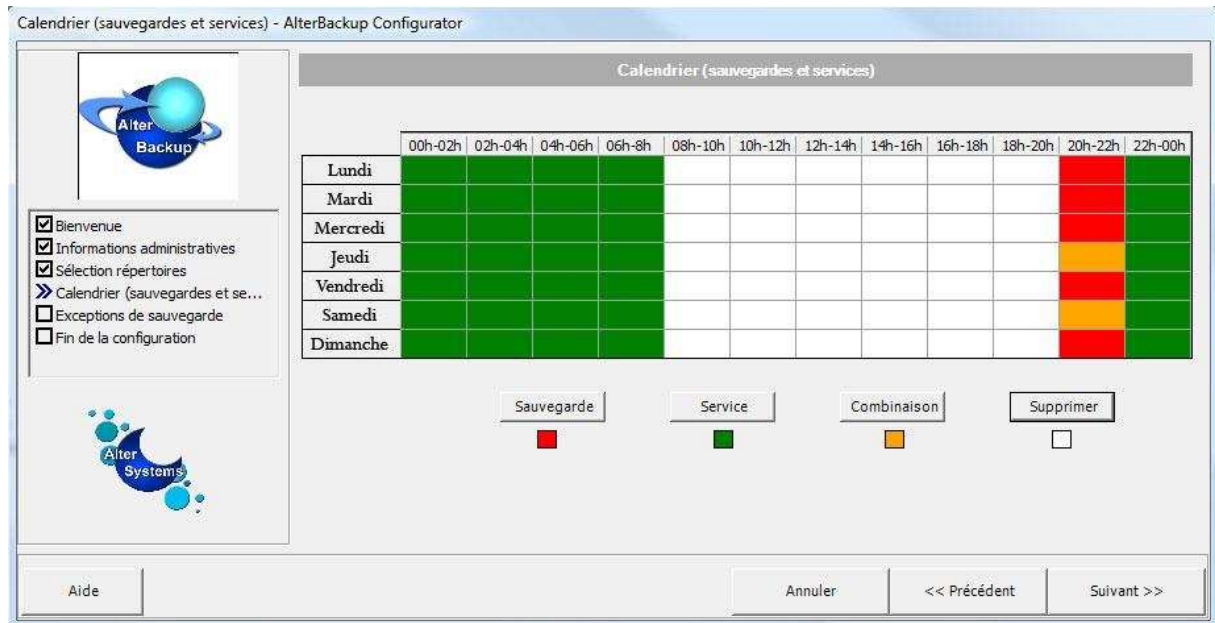 Calendrier (sauvegardes et services) - AlterBackup Configurator
Alter
Backup
Bienvenue
Informations administratives
Sélection répertoires
Calendrier (sauvegardes et se...
Exceptions de sauvegarde
Fin de la configuration
Alter
Systems
Calendrier (sauvegardes et services)
00h-02h 02h-04h 04h-06h 06h-8h 08h-10h 10h-12h 12h-14h 14h-16h 16h-18h 18h-20h 20h-22h 22h-00h
Lundi
Mardi
Mercredi
Jeudi
Vendredi
Samedi
Dimanche
Sauvegarde Service Combinaison Supprimer
Aide Annuler << Précédent Suivant >>